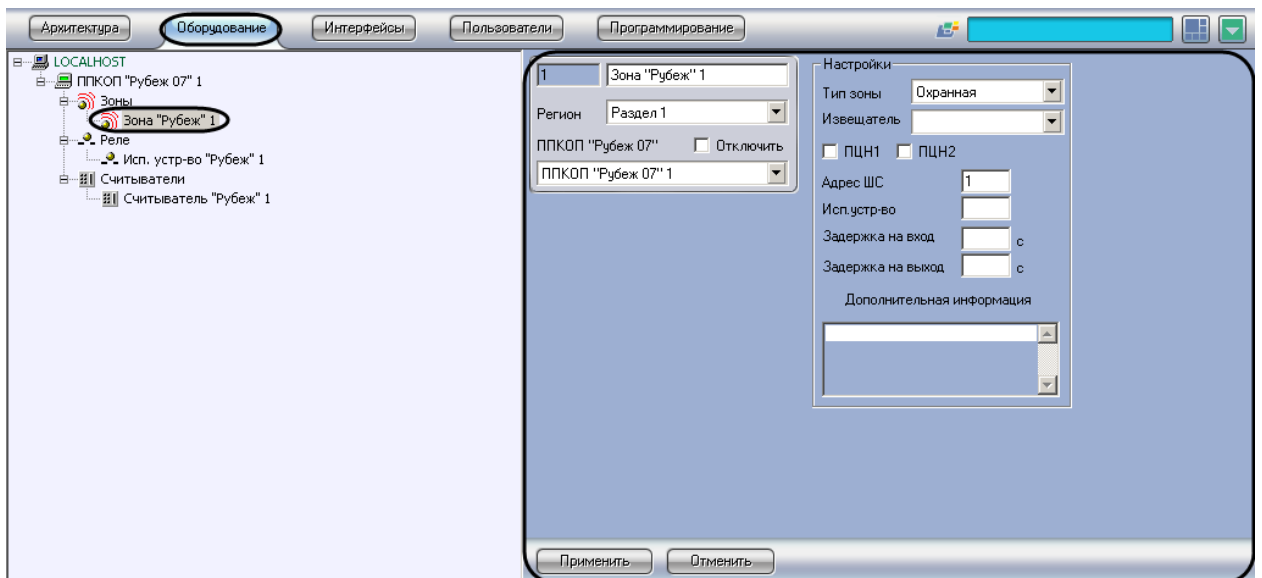 Архитектура Оборудование Интерфейсы Пользователи Программирование
LOCALHOST
ППКОП "Рубеж 07" 1
Зоны
Зона "Рубеж" 1
Реле
Исп. устр-во "Рубеж" 1
Считыватели
Считыватель "Рубеж" 1
1 Зона "Рубеж" 1
Регион Раздел 1
ППКОП "Рубеж 07" Отключить
ППКОП "Рубеж 07" 1
Настройки
Тип зоны Охранная
Извещатель
ПЦН1 ПЦН2
Адрес ШС 1
Исп.устр-во
Задержка на вход с
Задержка на выход с
Дополнительная информация
Применить Отменить